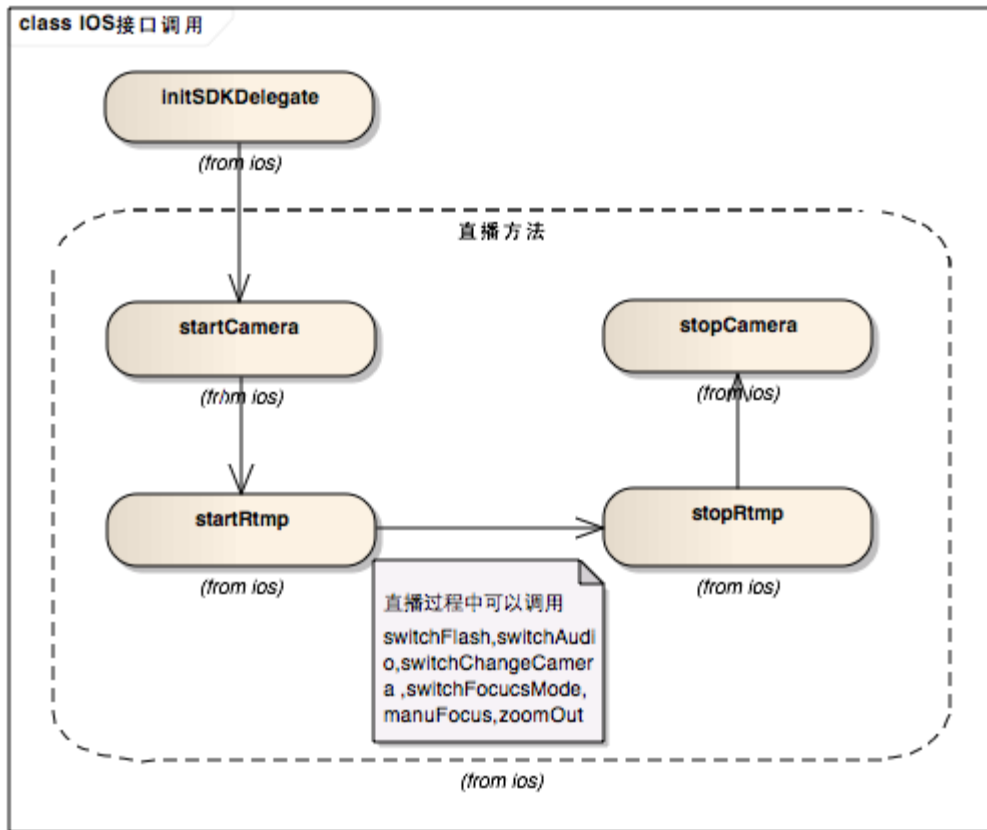 class IOS接口调用
initSDKDelegate
(from ios)
直播方法
startCamera
(from ios)
stopCamera
(from ios)
startRtmp
(from ios)
stopRtmp
(from ios)
直播过程中可以调用
switchFlash,switchAudi
o,switchChangeCamer
a ,switchFocucsMode,
manuFocus,zoomOut
(from ios)